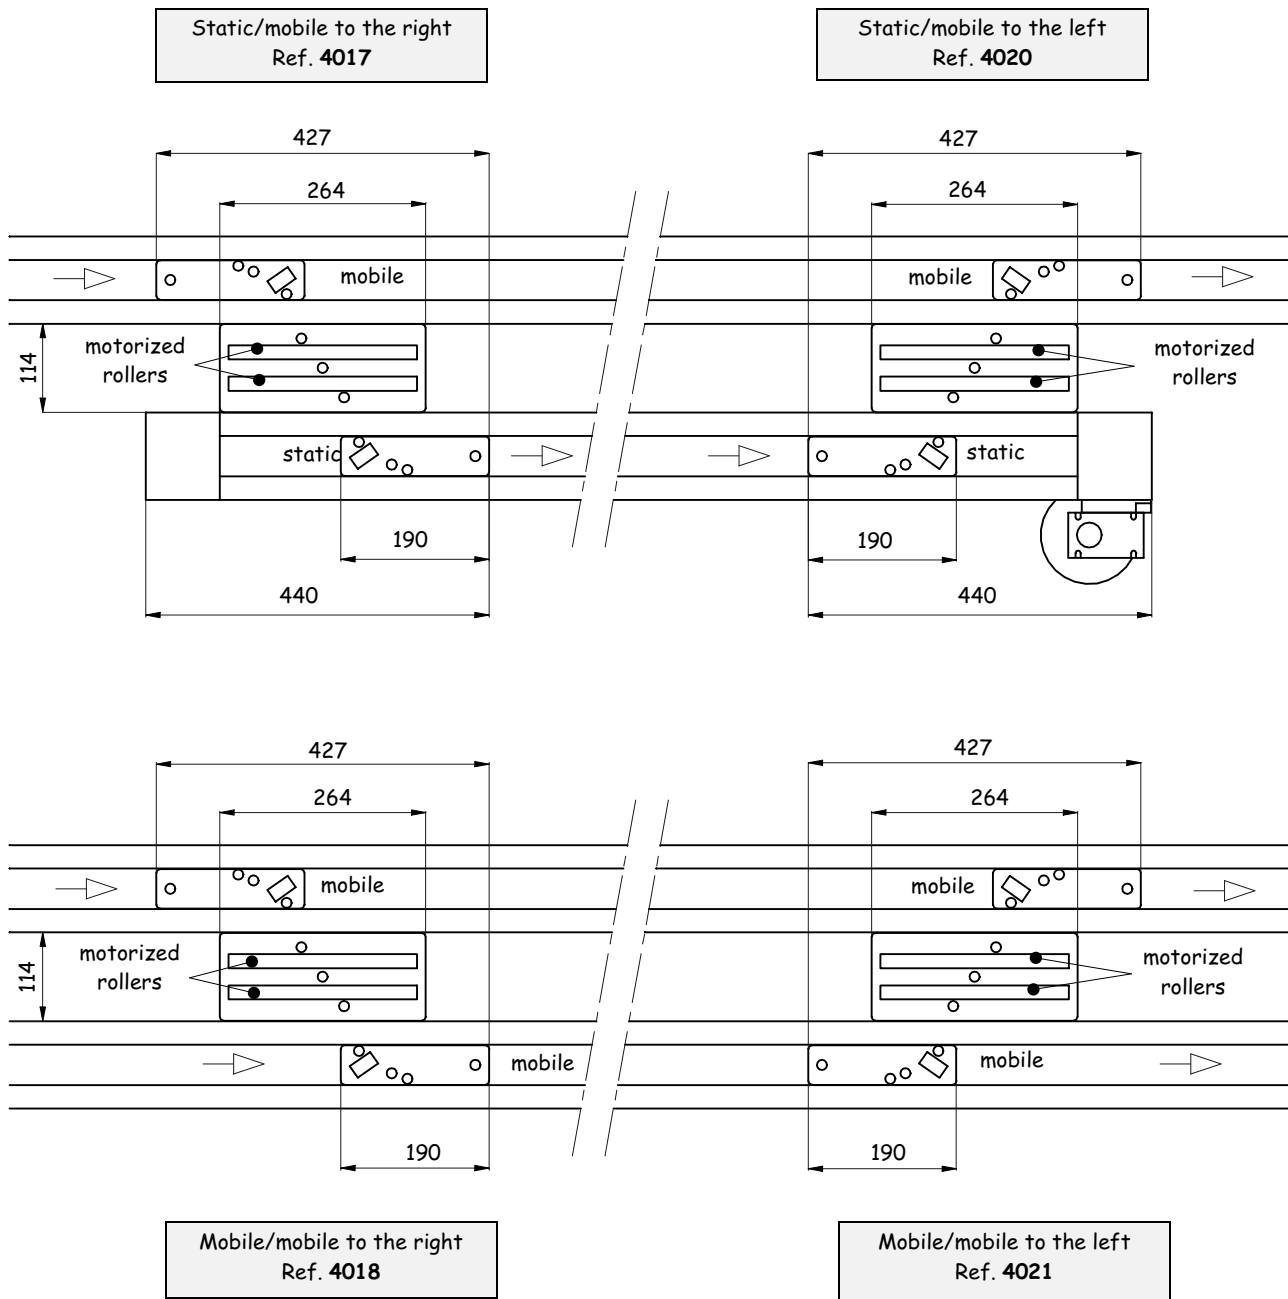 Static/mobile to the right
Ref. 4017
Static/mobile to the left
Ref. 4020
427
427
264
264
mobile
mobile
114
motorized
rollers
motorized
rollers
static
static
190
190
440
440
427
427
264
264
mobile
mobile
114
motorized
rollers
motorized
rollers
mobile
mobile
190
190
Mobile/mobile to the right
Ref. 4018
Mobile/mobile to the left
Ref. 4021